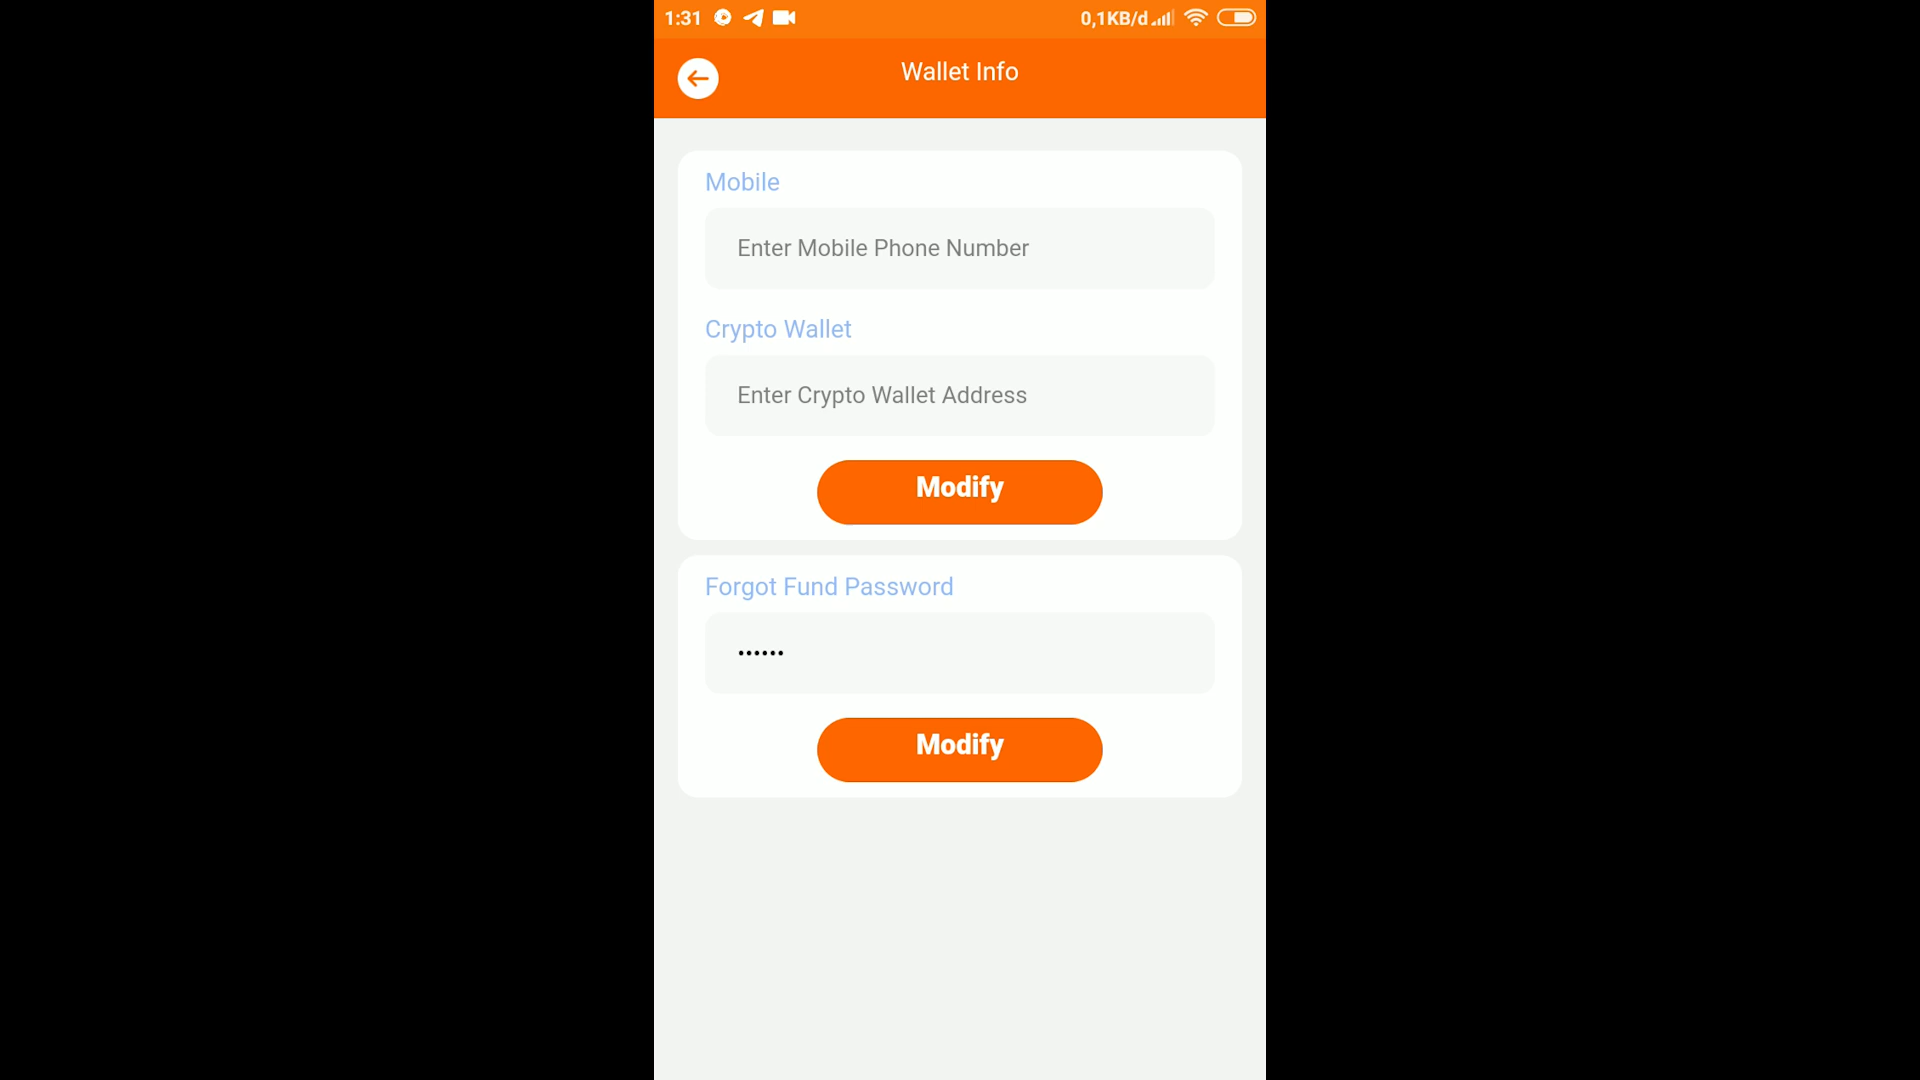 1:31
0,1KB/d
Wallet Info
Mobile
Enter Mobile Phone Number
Crypto Wallet
Enter Crypto Wallet Address
Modify
Forgot Fund Password
••••••
Modify